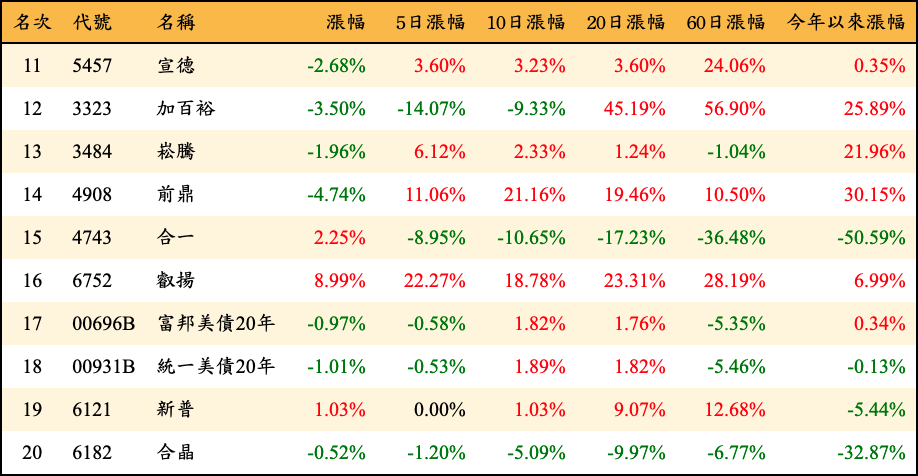 名次 代號 名稱 漲幅 5日漲幅 10日漲幅 20日漲幅 60日漲幅 今年以來漲幅
11 5457 宣德 -2.68% 3.60% 3.23% 3.60% 24.06% 0.35%
12 3323 加百裕 -3.50% -14.07% -9.33% 45.19% 56.90% 25.89%
13 3484 崧騰 -1.96% 6.12% 2.33% 1.24% -1.04% 21.96%
14 4908 前鼎 -4.74% 11.06% 21.16% 19.46% 10.50% 30.15%
15 4743 合一 2.25% -8.95% -10.65% -17.23% -36.48% -50.59%
16 6752 叡揚 8.99% 22.27% 18.78% 23.31% 28.19% 6.99%
17 00696B 富邦美債20年 -0.97% -0.58% 1.82% 1.76% -5.35% 0.34%
18 00931B 統一美債20年 -1.01% -0.53% 1.89% 1.82% -5.46% -0.13%
19 6121 新普 1.03% 0.00% 1.03% 9.07% 12.68% -5.44%
20 6182 合晶 -0.52% -1.20% -5.09% -9.97% -6.77% -32.87%